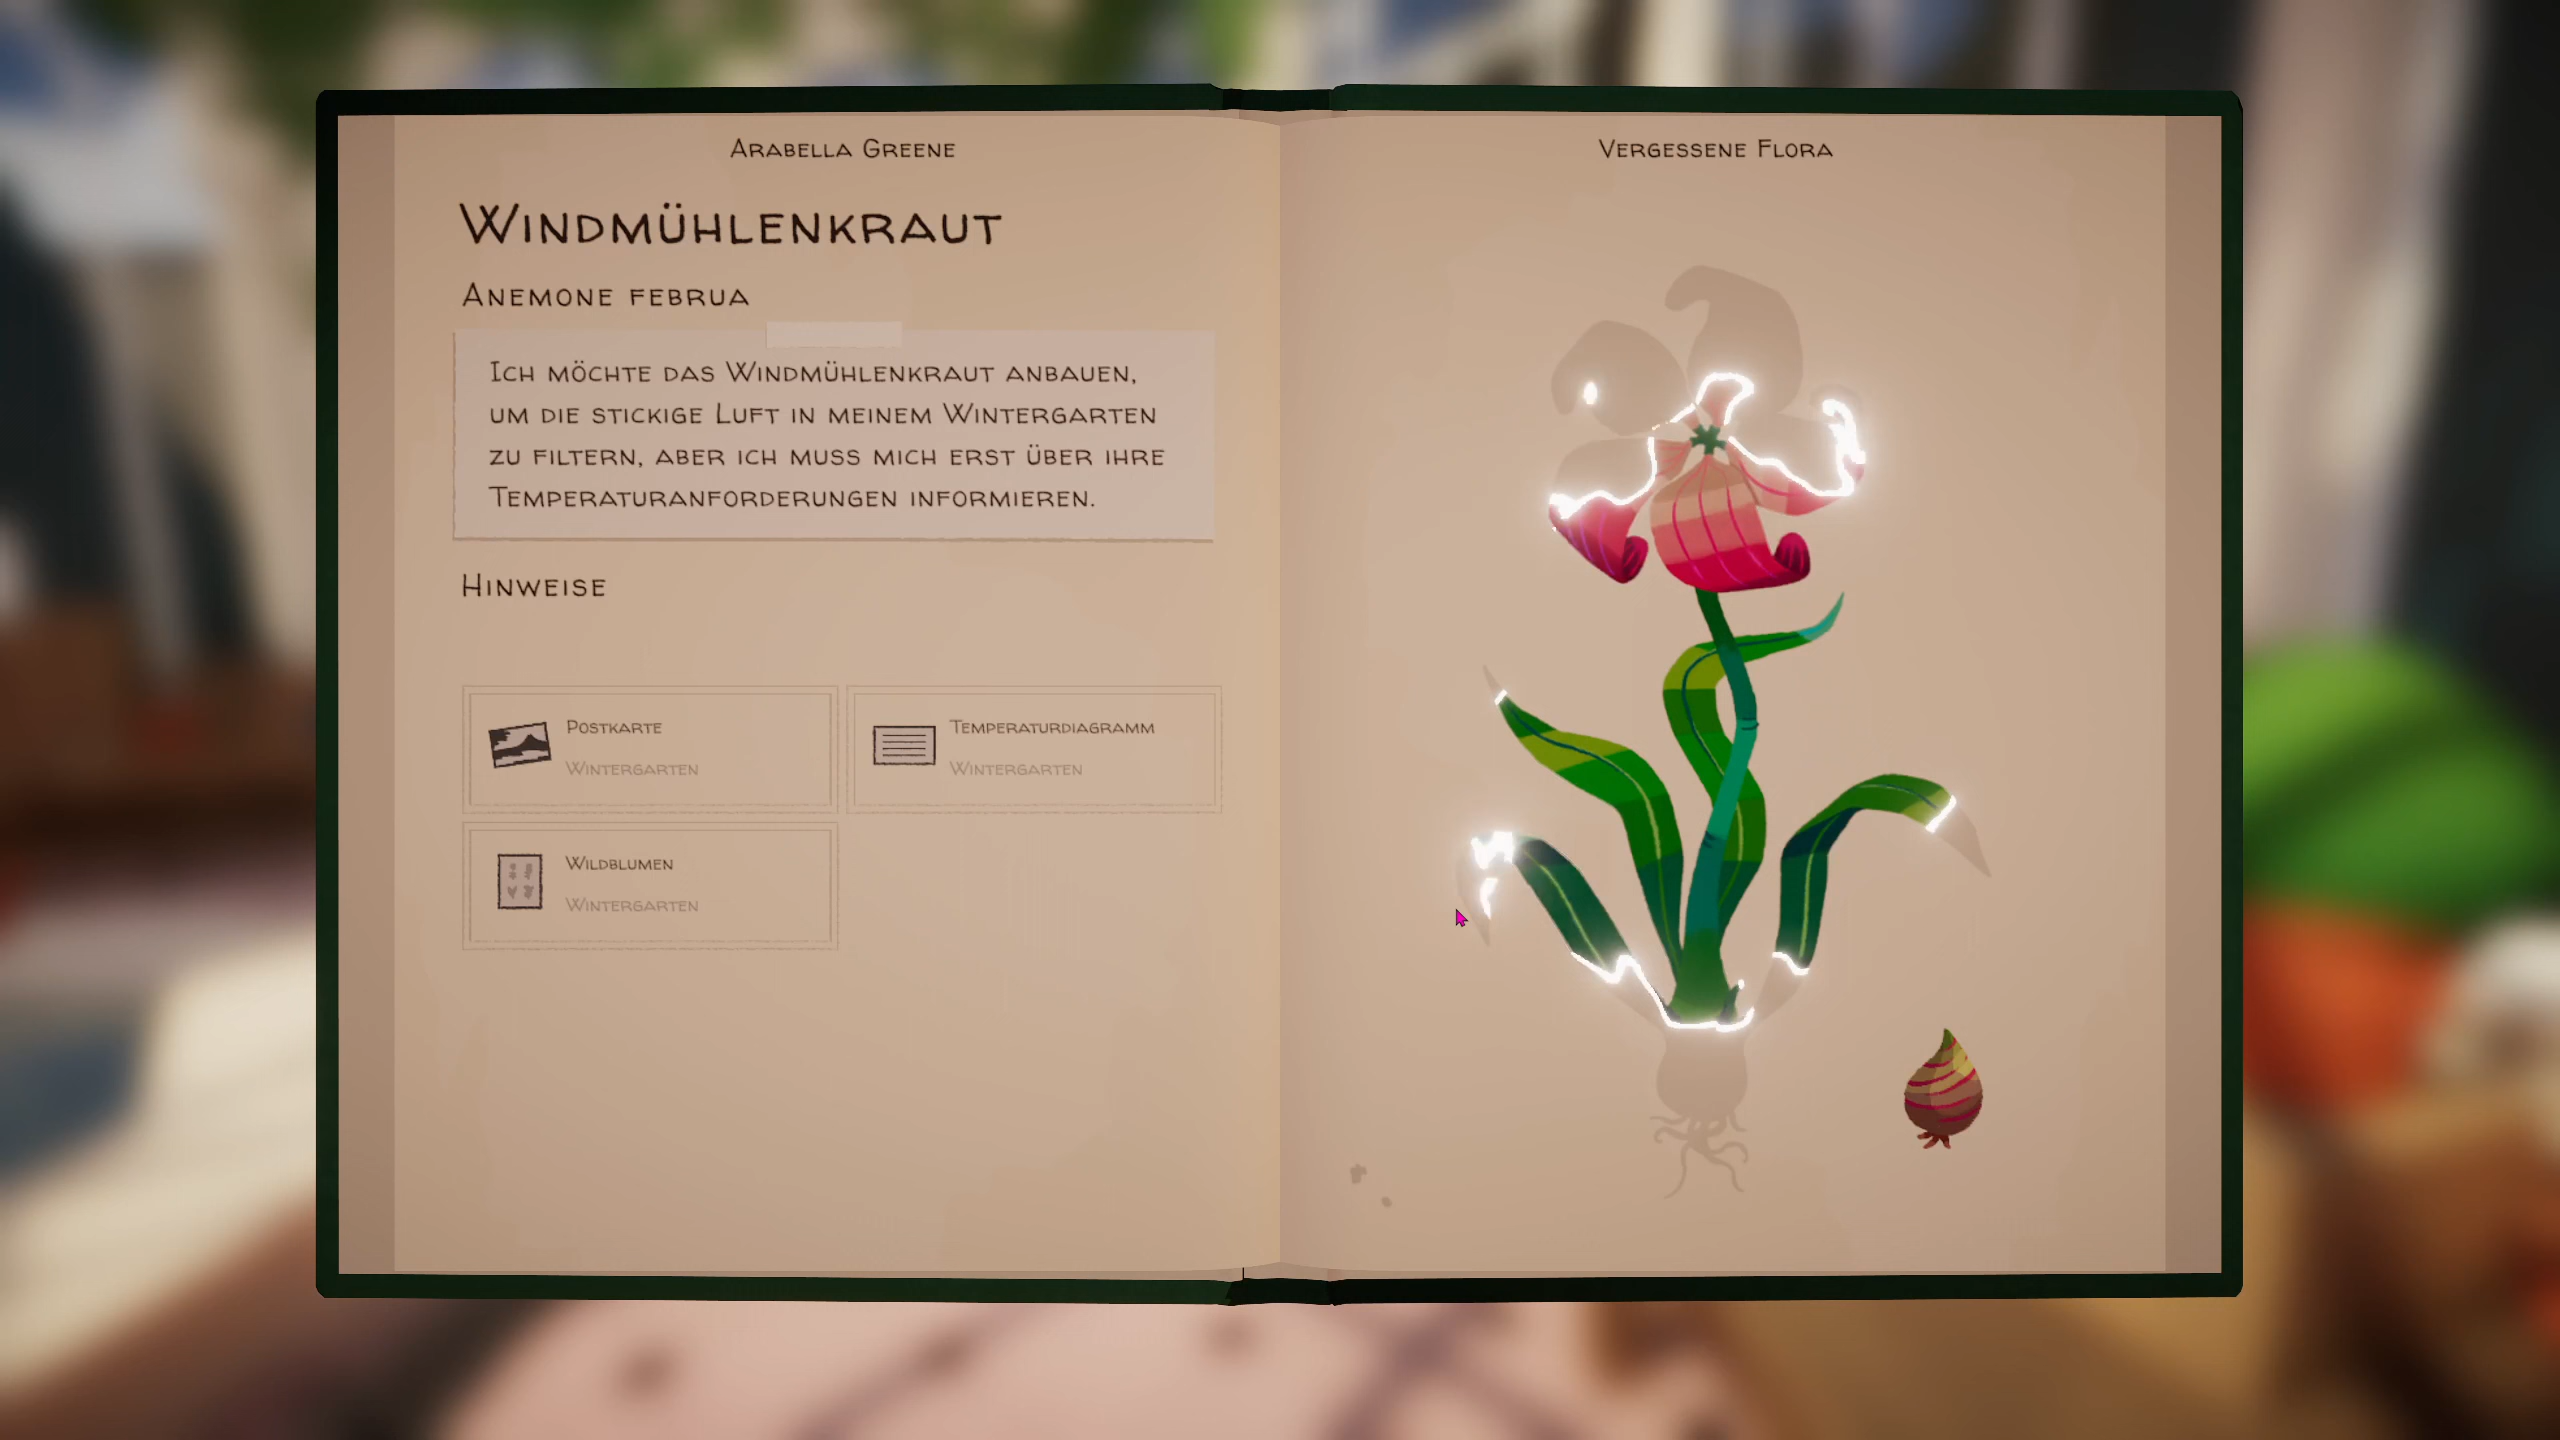 Arabella Greene
Windmühlenkraut
Anemone februa
Ich möchte das Windmühlenkraut anbauen,
um die stickige Luft in meinem Wintergarten
zu filtern, aber ich muss mich erst über ihre
Temperaturanforderungen informieren.
Hinweise
Postkarte
Wintergarten
Temperaturdiagramm
Wintergarten
Wildblumen
Wintergarten
Vergessene Flora